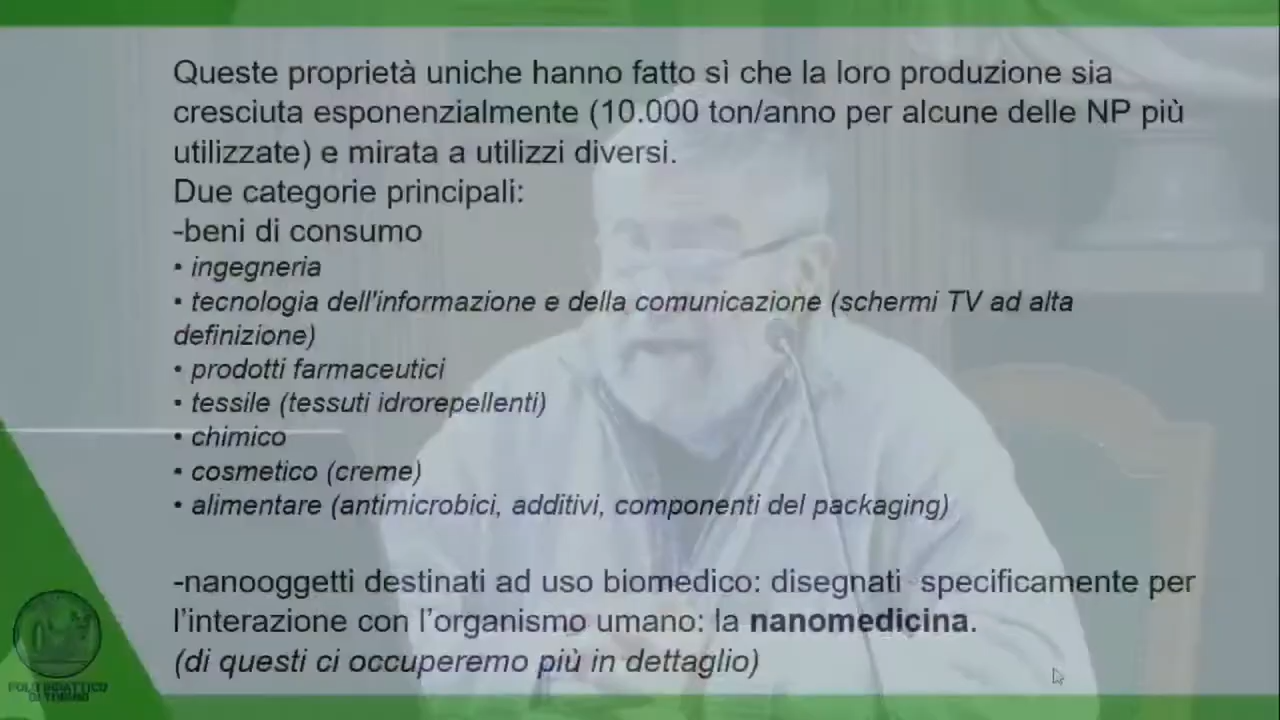 Queste proprietà uniche hanno fatto sì che la loro produzione sia
cresciuta esponenzialmente (10.000 ton/anno per alcune delle NP più
utilizzate) e mirata a utilizzi diversi.
Due categorie principali:
-beni di consumo
• ingegneria
• tecnologia dell'informazione e della comunicazione (schermi TV ad alta
definizione)
• prodotti farmaceutici
• tessile (tessuti idrorepellenti)
• chimico
• cosmetico (creme)
• alimentare (antimicrobici, additivi, componenti del packaging)
-nanooggetti destinati ad uso biomedico: disegnati specificamente per
l'interazione con l'organismo umano: la nanomedicina.
(di questi ci occuperemo più in dettaglio)
DI TORINO